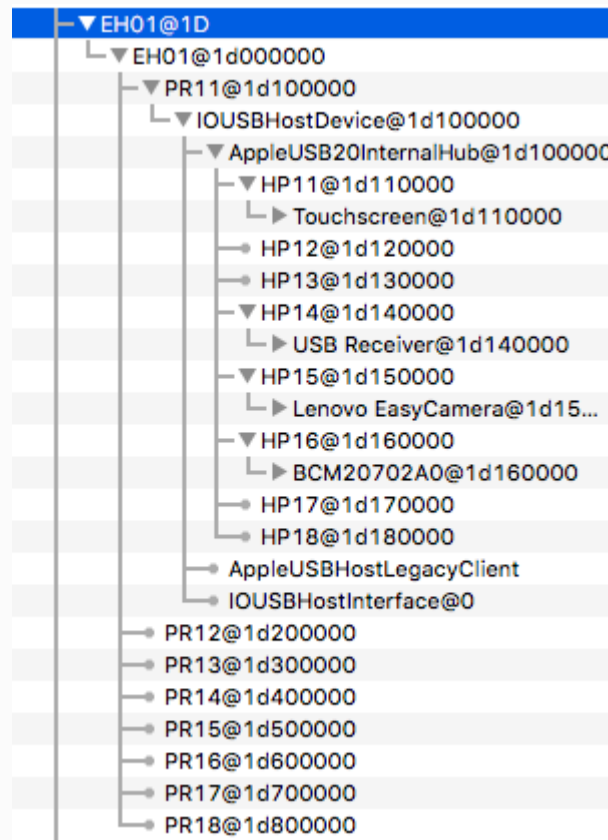 EH01@1D
EH01@1d000000
PR11@1d100000
IOUSBHostDevice@1d100000
AppleUSB20InternalHub@1d100000
HP11@1d110000
Touchscreen@1d110000
HP12@1d120000
HP13@1d130000
HP14@1d140000
USB Receiver@1d140000
HP15@1d150000
Lenovo EasyCamera@1d15...
HP16@1d160000
BCM20702A0@1d160000
HP17@1d170000
HP18@1d180000
AppleUSBHostLegacyClient
IOUSBHostInterface@0
PR12@1d200000
PR13@1d300000
PR14@1d400000
PR15@1d500000
PR16@1d600000
PR17@1d700000
PR18@1d800000